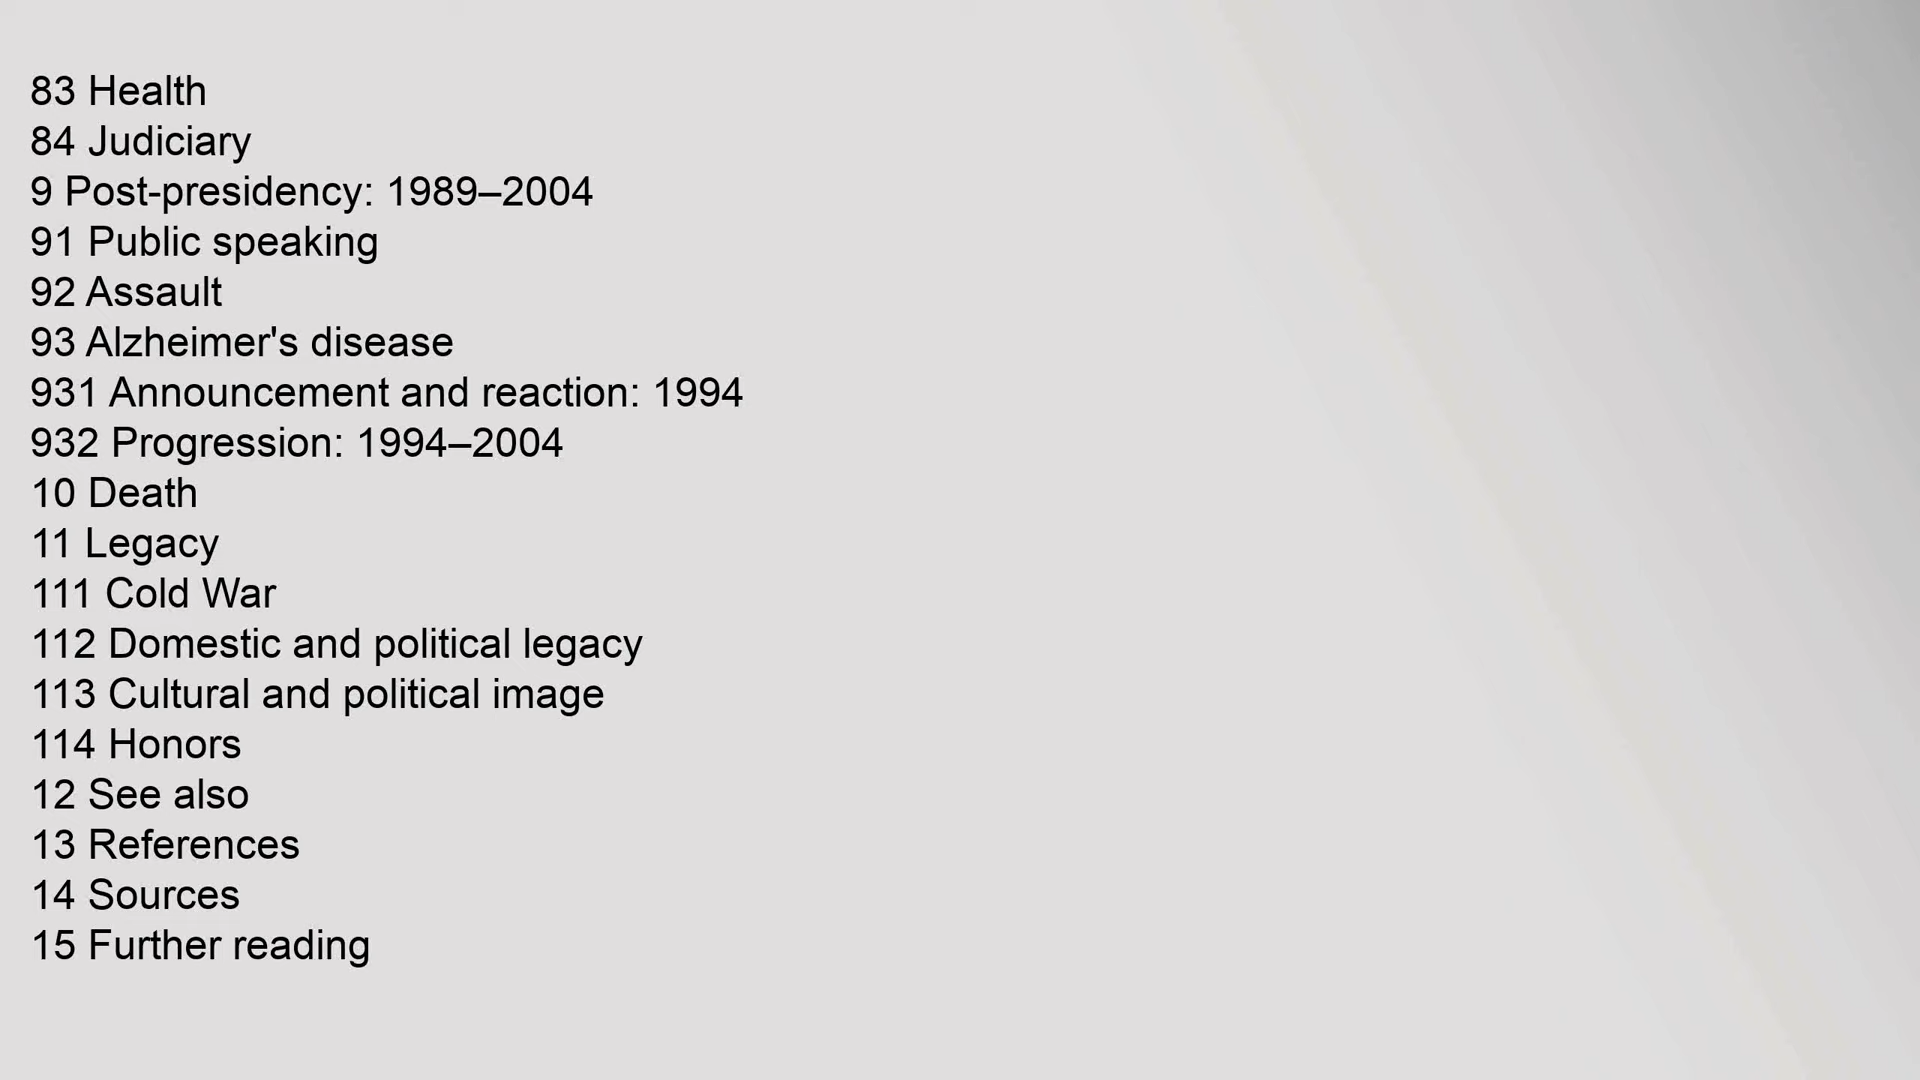 83 Health
84 Judiciary
9 Post-presidency: 1989–2004
91 Public speaking
92 Assault
93 Alzheimer's disease
931 Announcement and reaction: 1994
932 Progression: 1994–2004
10 Death
11 Legacy
111 Cold War
112 Domestic and political legacy
113 Cultural and political image
114 Honors
12 See also
13 References
14 Sources
15 Further reading